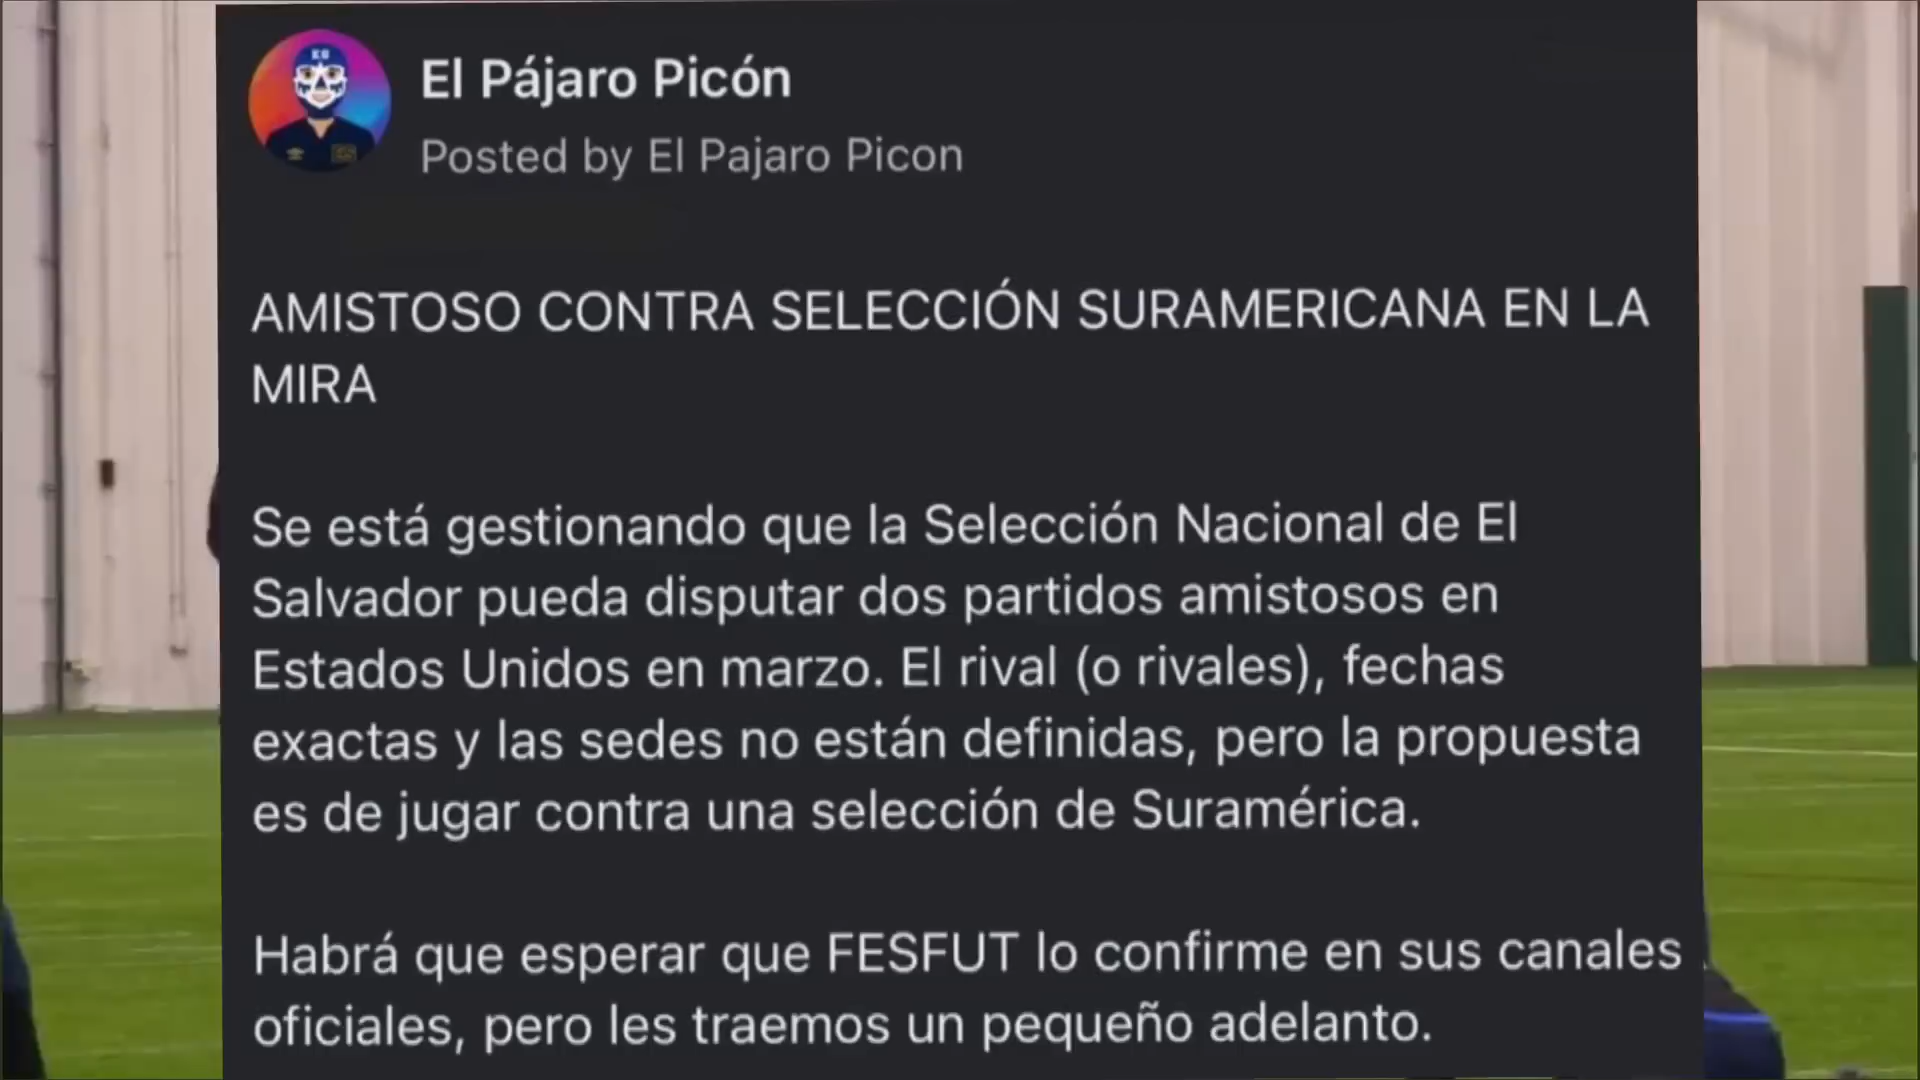 El Pájaro Picón
Posted by El Pajaro Picon
AMISTOSO CONTRA SELECCIÓN SURAMERICANA EN LA
MIRA
Se está gestionando que la Selección Nacional de El
Salvador pueda disputar dos partidos amistosos en
Estados Unidos en marzo. El rival (o rivales), fechas
exactas y las sedes no están definidas, pero la propuesta
es de jugar contra una selección de Suramérica.
Habrá que esperar que FESFUT lo confirme en sus canales
oficiales, pero les traemos un pequeño adelanto.